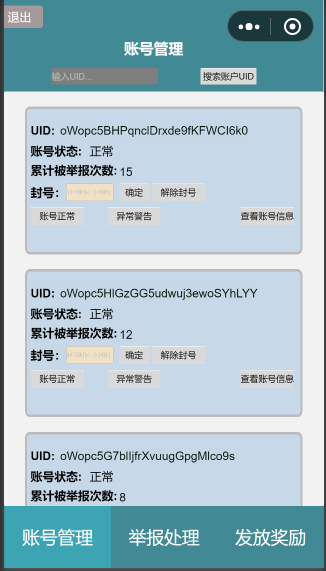 退出
账号管理
输入UID...
搜索账户UID
UID: oWopc5BHPqnclDrxde9fKFWCI6k0
账号状态: 正常
累计被举报次数: 15
封号: 确定 解除封号
账号正常 异常警告 查看账号信息
UID: oWopc5HlGzGG5udwuj3ewoSYhLYY
账号状态: 正常
累计被举报次数: 12
封号: 确定 解除封号
账号正常 异常警告 查看账号信息
UID: oWopc5G7blIjfrXvuugGpgMlco9s
账号状态: 正常
累计被举报次数: 8
账号管理 举报处理 发放奖励